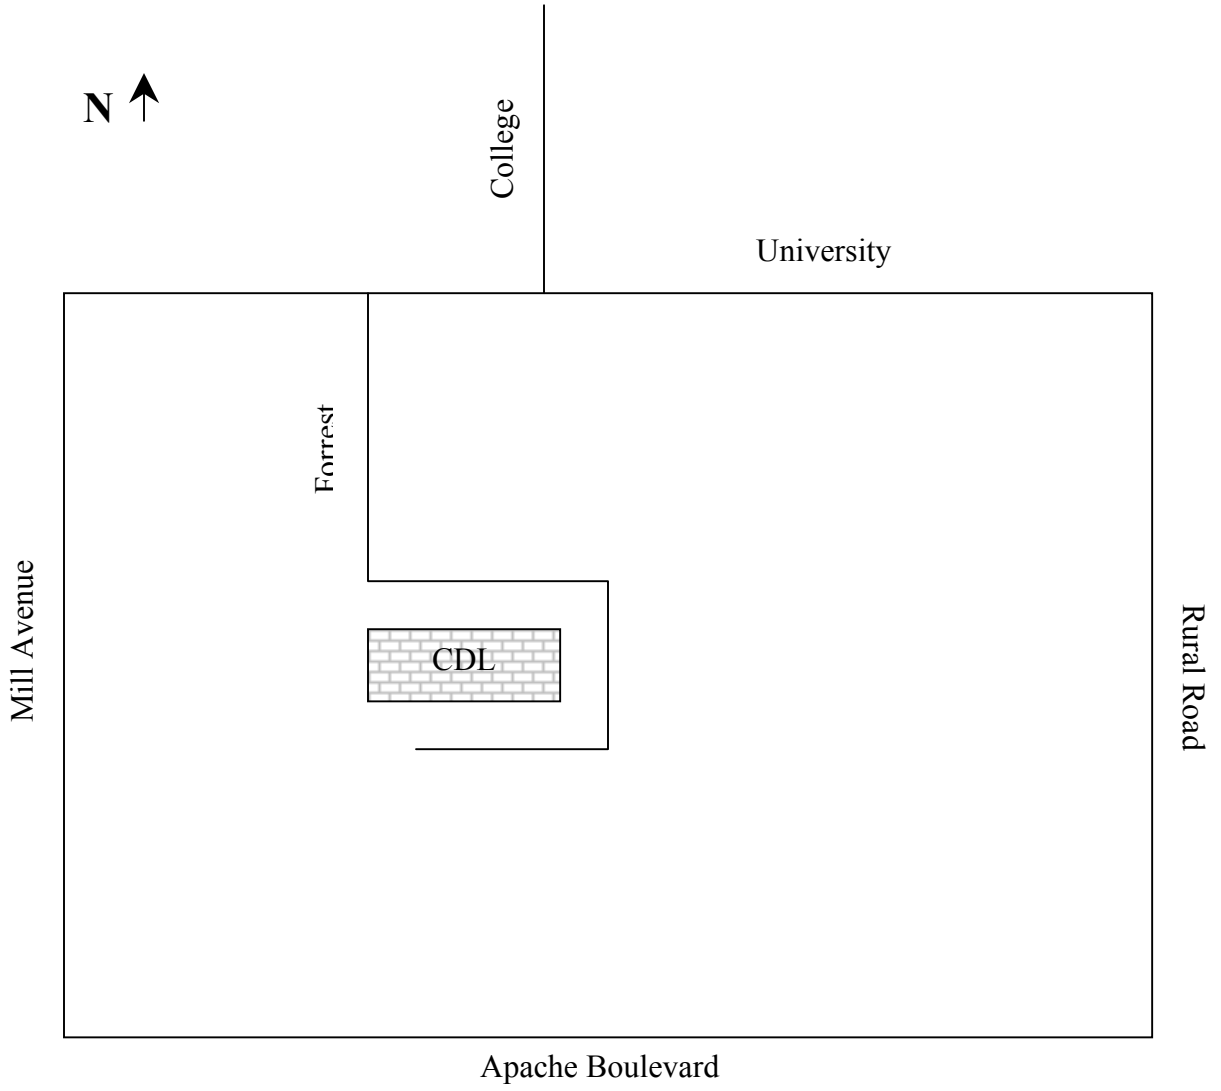 N
College
University
Forrest
Mill Avenue
CDL
Rural Road
Apache Boulevard